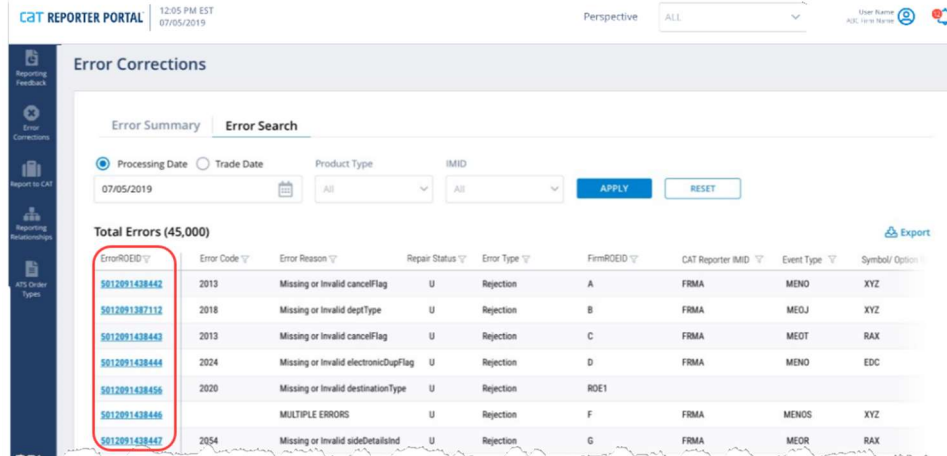 CAT REPORTER PORTAL
12:05 PM EST
07/05/2019
Perspective ALL
User Name
ABC Firm Name
Error Corrections
Reporting
Feedback
Error
Corrections
Report to CAT
Reporting
Relationships
ATS Order
Types
Error Summary Error Search
Processing Date Trade Date Product Type IMID
07/05/2019 All All APPLY RESET
Total Errors (45,000) Export
ErrorROEID Error Code Error Reason Repair Status Error Type FirmROEID CAT Reporter IMID Event Type Symbol/ Option
5012091438442 2013 Missing or Invalid cancelFlag U Rejection A FRMA MENO XYZ
5012091387112 2018 Missing or Invalid deptType U Rejection B FRMA MEOJ XYZ
5012091438443 2013 Missing or Invalid cancelFlag U Rejection C FRMA MEOT RAX
5012091438444 2024 Missing or Invalid electronicDupFlag U Rejection D FRMA MENO EDC
5012091438456 2020 Missing or Invalid destinationType U Rejection ROE1
5012091438446 MULTIPLE ERRORS U Rejection F FRMA MENOS XYZ
5012091438447 2054 Missing or Invalid sideDetailsInd U Rejection G FRMA MEOR RAX